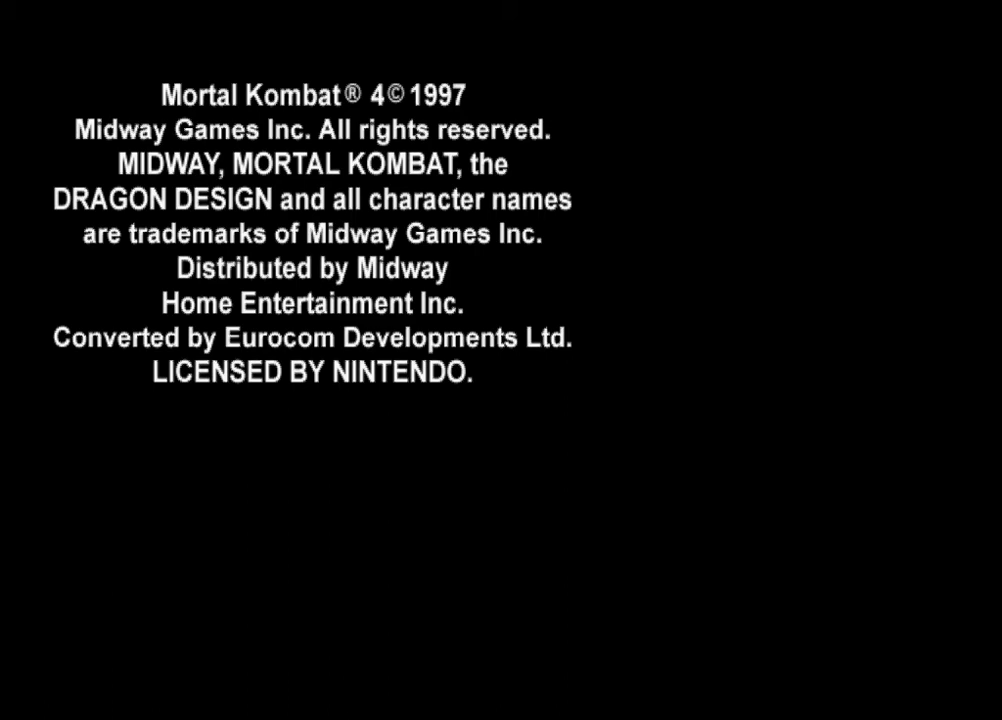 Mortal Kombat® 4© 1997
Midway Games Inc. All rights reserved.
MIDWAY, MORTAL KOMBAT, the
DRAGON DESIGN and all character names
are trademarks of Midway Games Inc.
Distributed by Midway
Home Entertainment Inc.
Converted by Eurocom Developments Ltd.
LICENSED BY NINTENDO.